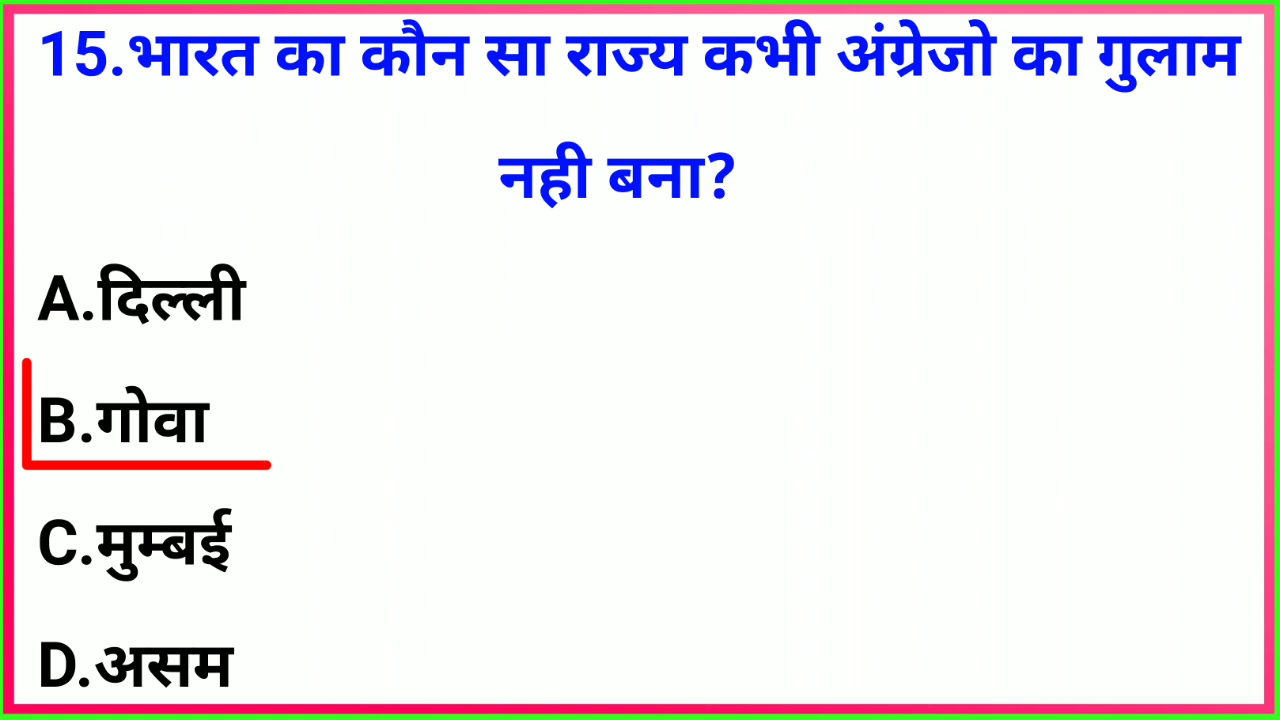 15.भारत का कौन सा राज्य कभी अंग्रेजो का गुलाम
नही बना?
A.दिल्ली
B.गोवा
C.मुम्बई
D.असम